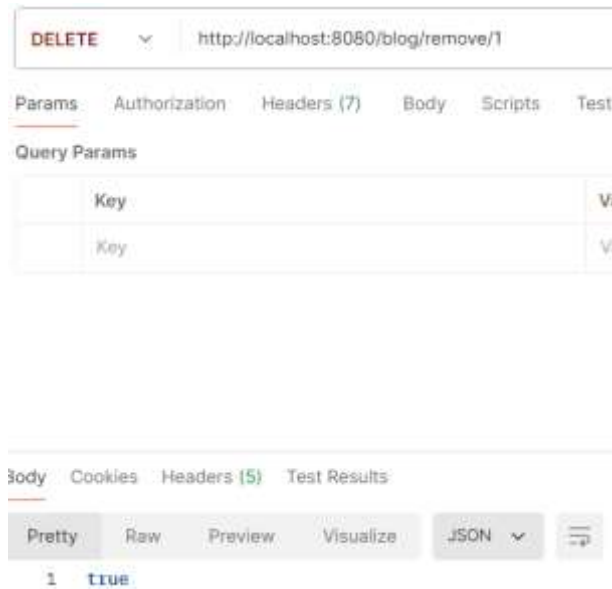 DELETE http://localhost:8080/blog/remove/1
Params Authorization Headers (7) Body Scripts Test
Query Params
Key
Key
Body Cookies Headers (5) Test Results
Pretty Raw Preview Visualize JSON
1 true